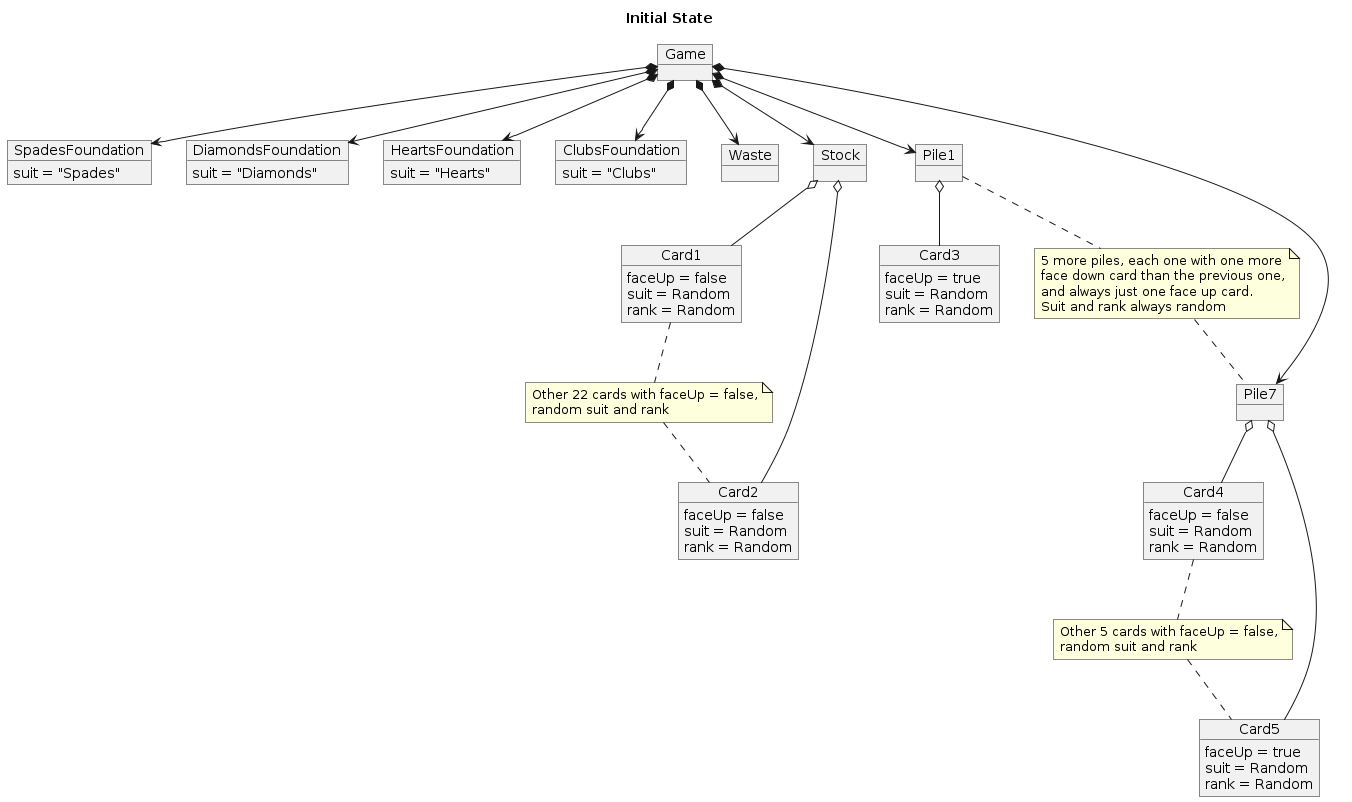 Initial State
Game
SpadesFoundation
suit = "Spades"
DiamondsFoundation
suit = "Diamonds"
HeartsFoundation
suit = "Hearts"
ClubsFoundation
suit = "Clubs"
Waste
Stock
Pile1
Card1
faceUp = false
suit = Random
rank = Random
Card3
faceUp = true
suit = Random
rank = Random
5 more piles, each one with one more
face down card than the previous one,
and always just one face up card.
Suit and rank always random
Other 22 cards with faceUp = false,
random suit and rank
Pile7
Card2
faceUp = false
suit = Random
rank = Random
Card4
faceUp = false
suit = Random
rank = Random
Other 5 cards with faceUp = false,
random suit and rank
Card5
faceUp = true
suit = Random
rank = Random